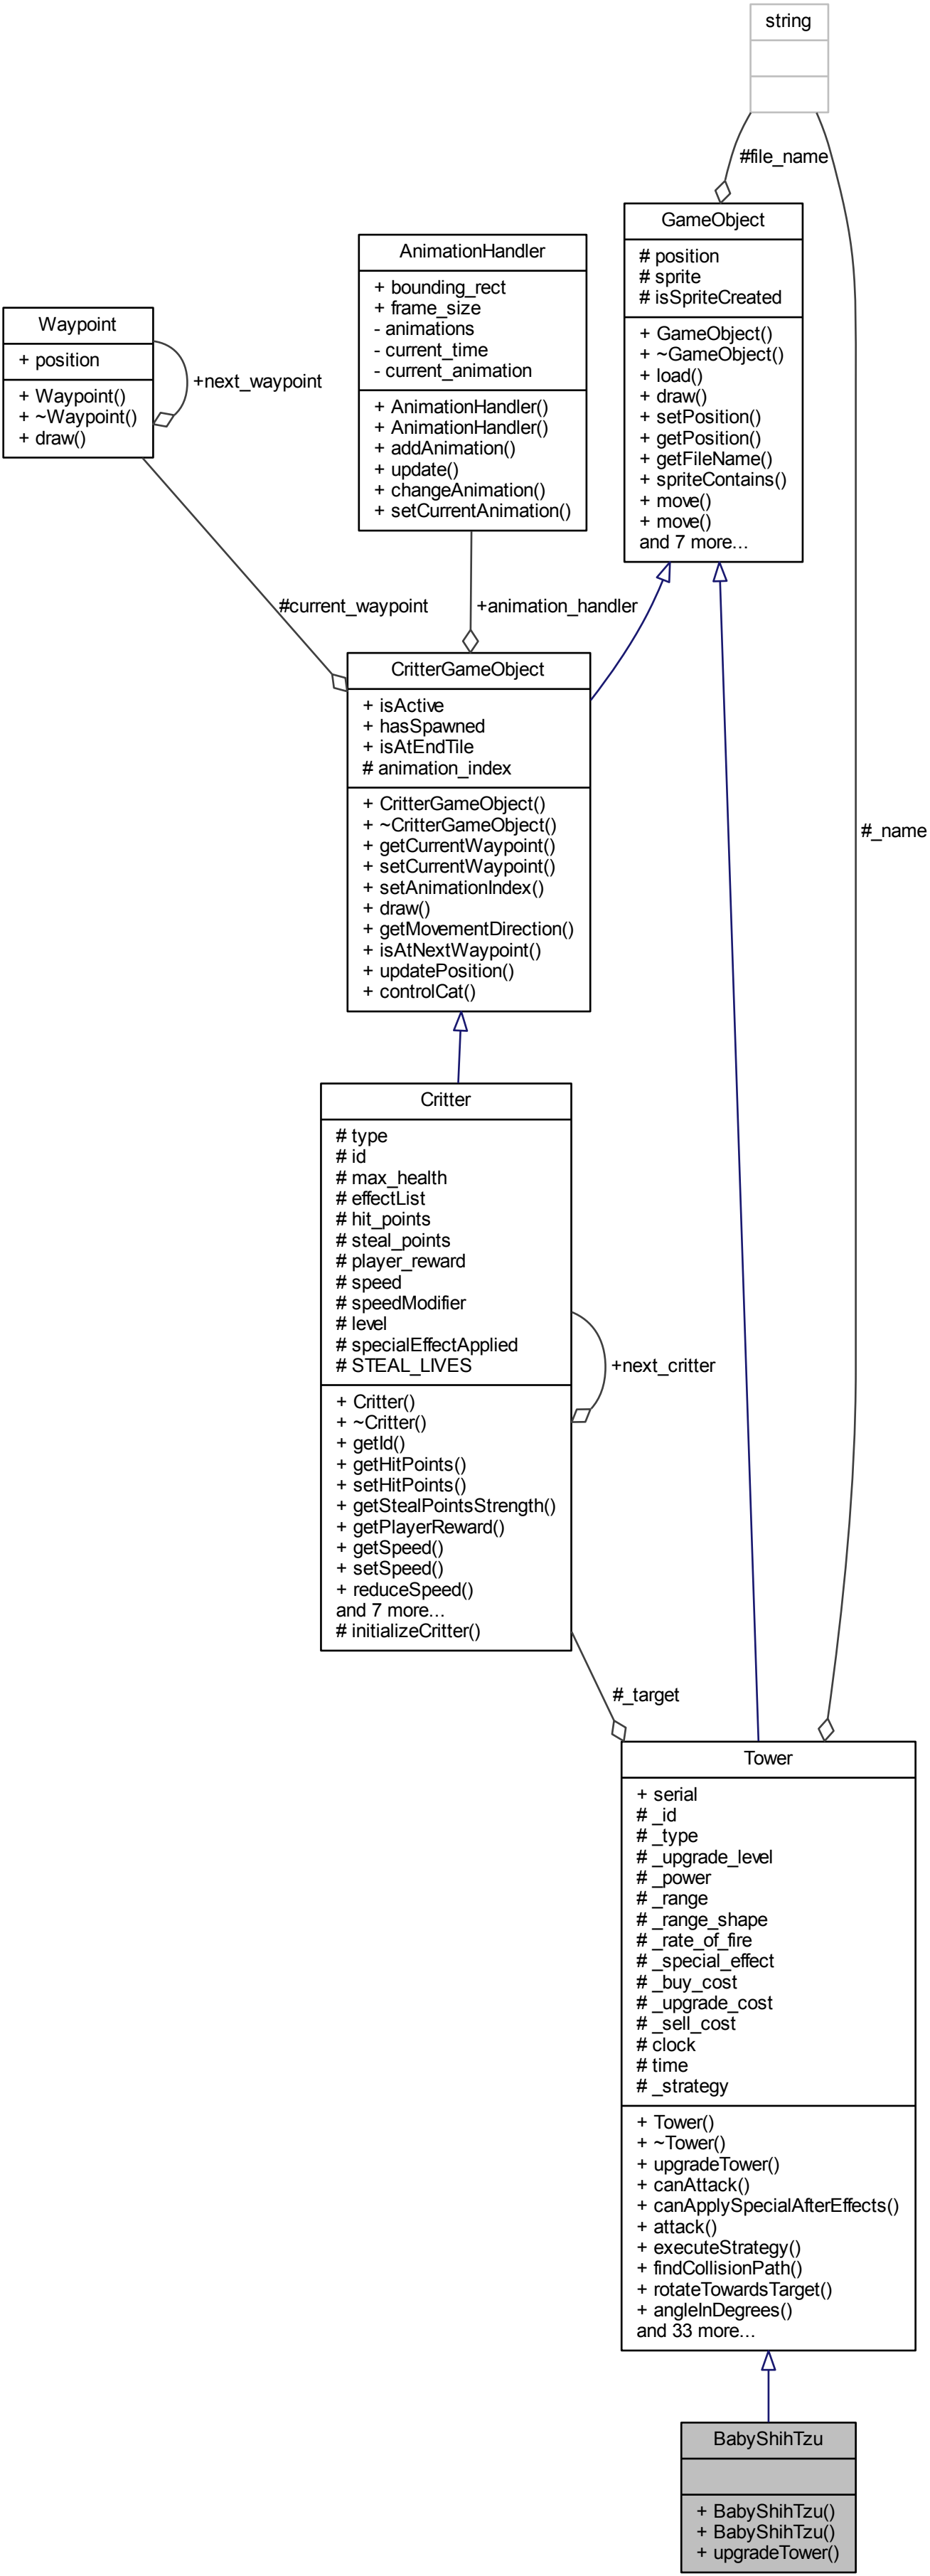 string
#file_name
GameObject
# position
# sprite
# isSpriteCreated
+ GameObject()
+ ~GameObject()
+ load()
+ draw()
+ setPosition()
+ getPosition()
+ getFileName()
+ spriteContains()
+ move()
+ move()
and 7 more...
AnimationHandler
+ bounding_rect
+ frame_size
- animations
- current_time
- current_animation
+ AnimationHandler()
+ AnimationHandler()
+ addAnimation()
+ update()
+ changeAnimation()
+ setCurrentAnimation()
Waypoint
+ position
+ Waypoint()
+ ~Waypoint()
+ draw()
+next_waypoint
#current_waypoint
+animation_handler
CritterGameObject
+ isActive
+ hasSpawned
+ isAtEndTile
# animation_index
+ CritterGameObject()
+ ~CritterGameObject()
+ getCurrentWaypoint()
+ setCurrentWaypoint()
+ setAnimationIndex()
+ draw()
+ getMovementDirection()
+ isAtNextWaypoint()
+ updatePosition()
+ controlCat()
#_name
Critter
# type
# id
# max_health
# effectList
# hit_points
# steal_points
# player_reward
# speed
# speedModifier
# level
# specialEffectApplied
# STEAL_LIVES
+ Critter()
+ ~Critter()
+ getId()
+ getHitPoints()
+ setHitPoints()
+ getStealPointsStrength()
+ getPlayerReward()
+ getSpeed()
+ setSpeed()
+ reduceSpeed()
and 7 more...
# initializeCritter()
+next_critter
#_target
Tower
+ serial
# _id
# _type
# _upgrade_level
# _power
# _range
# _range_shape
# _rate_of_fire
# _special_effect
# _buy_cost
# _upgrade_cost
# _sell_cost
# clock
# time
# _strategy
+ Tower()
+ ~Tower()
+ upgradeTower()
+ canAttack()
+ canApplySpecialAfterEffects()
+ attack()
+ executeStrategy()
+ findCollisionPath()
+ rotateTowardsTarget()
+ angleInDegrees()
and 33 more...
BabyShihTzu
+ BabyShihTzu()
+ BabyShihTzu()
+ upgradeTower()